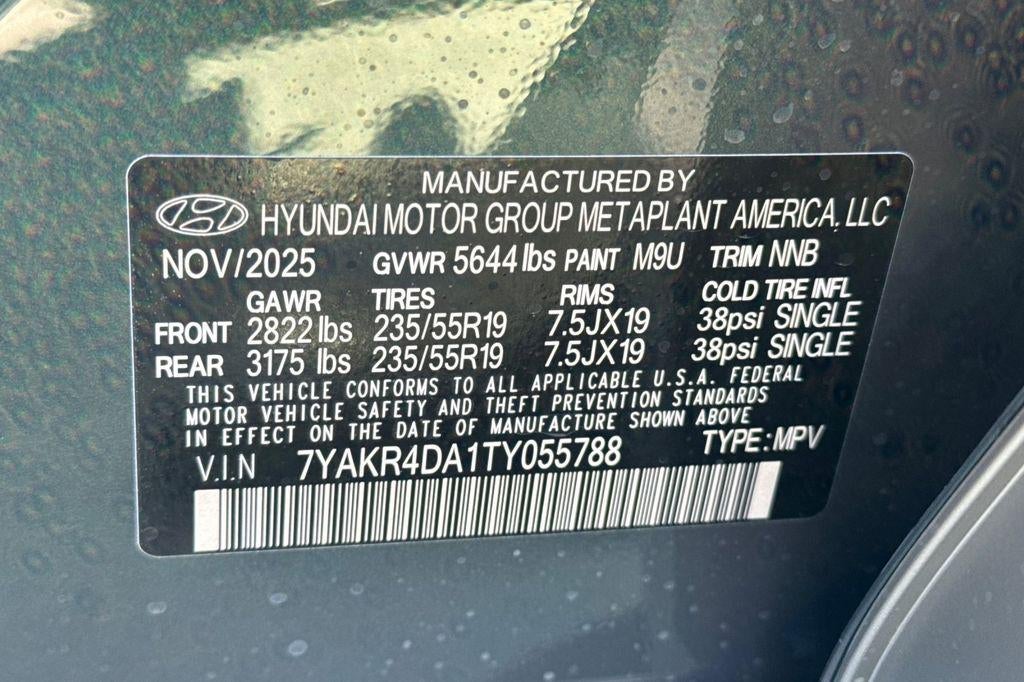 MANUFACTURED BY
HYUNDAI MOTOR GROUP METAPLANT AMERICA, LLC
NOV/2025 GVWR 5644 lbs PAINT M9U TRIM NNB
GAWR TIRES RIMS COLD TIRE INFL
FRONT 2822 lbs 235/55R19 7.5JX19 38psi SINGLE
REAR 3175 lbs 235/55R19 7.5JX19 38psi SINGLE
THIS VEHICLE CONFORMS TO ALL APPLICABLE U.S.A. FEDERAL
MOTOR VEHICLE SAFETY AND THEFT PREVENTION STANDARDS
IN EFFECT ON THE DATE OF MANUFACTURE SHOWN ABOVE
V.I.N 7YAKR4DA1TY055788 TYPE: MPV